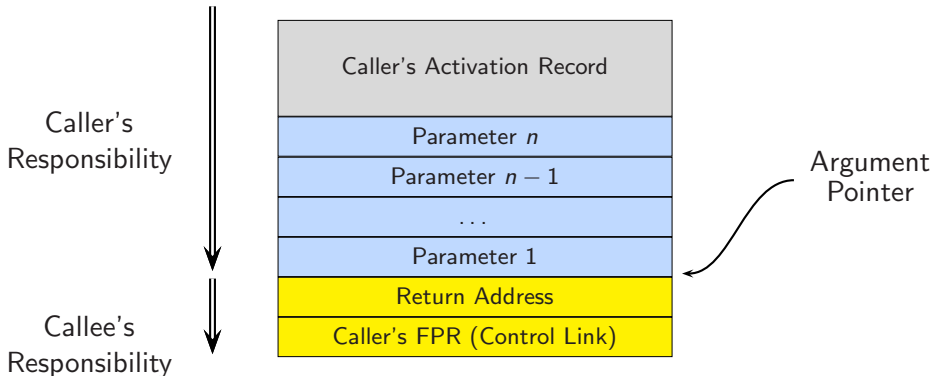 Caller's Activation Record
Caller's
Responsibility
Parameter n
Parameter n − 1
. . .
Parameter 1
Argument
Pointer
Return Address
Caller's FPR (Control Link)
Callee's
Responsibility